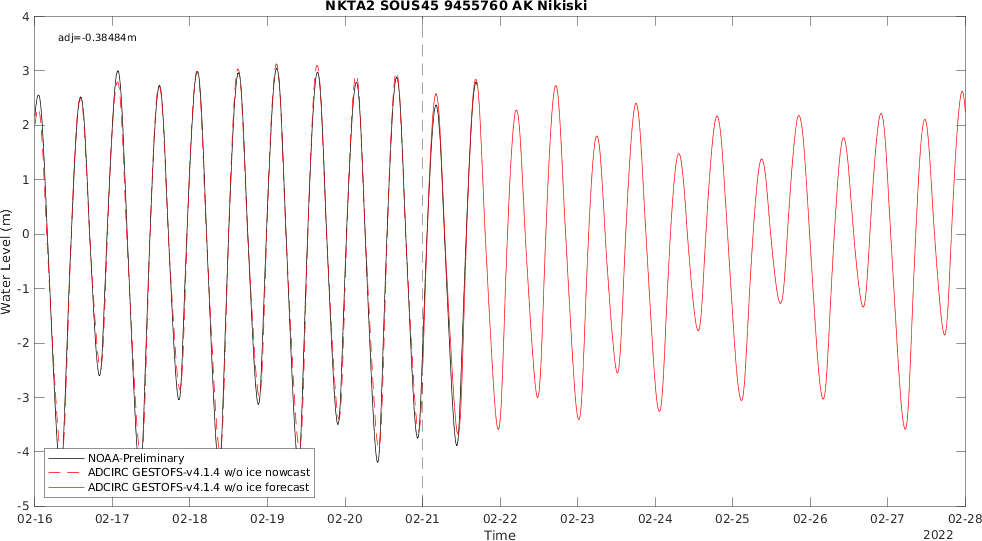 NKTA2 SOUS45 9455760 AK Nikiski
adj=-0.38484m
4
3
2
1
0
-1
-2
-3
-4
-5
Water Level (m)
NOAA-Preliminary
ADCIRC GESTOFS-v4.1.4 w/o ice nowcast
ADCIRC GESTOFS-v4.1.4 w/o ice forecast
02-16 02-17 02-18 02-19 02-20 02-21 02-22 02-23 02-24 02-25 02-26 02-27 02-28
Time
2022